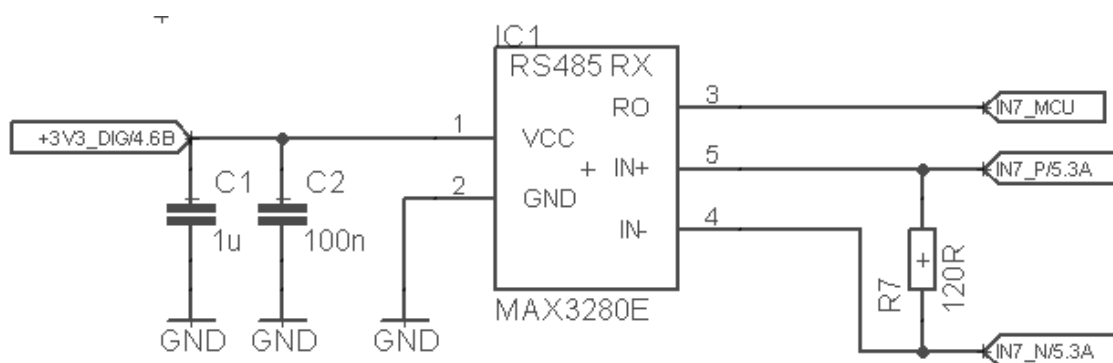 IC1
RS485 RX
3
RO
IN7_MCU
+3V3_DIG/4.6B
1
VCC
5
IN+
IN7_P/5.3A
C1
C2
2
GND
4
IN-
1u
100n
R7
120R
MAX3280E
GND
GND
GND
IN7_N/5.3A